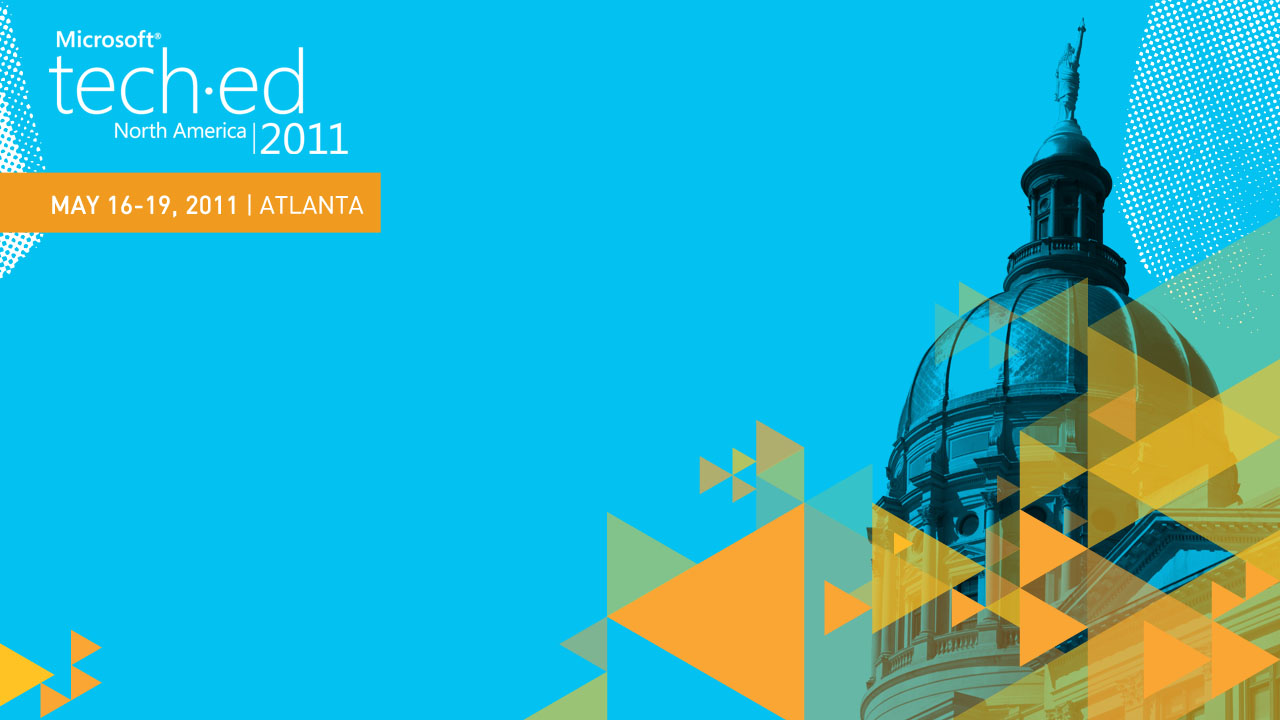 Microsoft®
tech·ed
North America | 2011
MAY 16-19, 2011 | ATLANTA